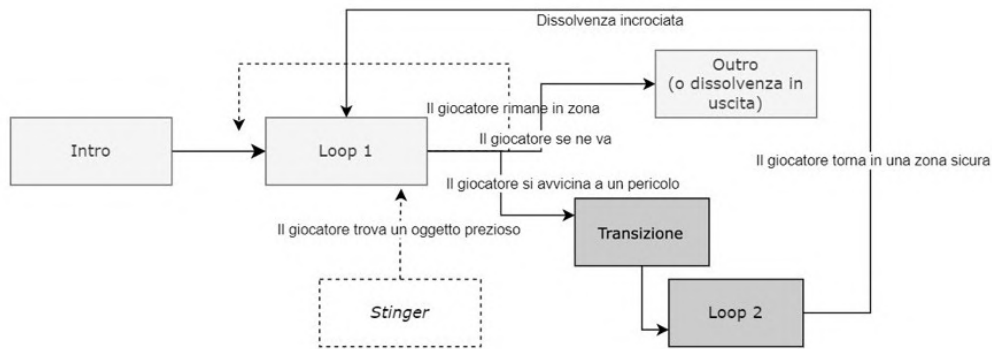 Dissolvenza incrociata
Outro
(o dissolvenza in
uscita)
Il giocatore rimane in zona
Intro
Loop 1
Il giocatore se ne va
Il giocatore torna in una zona sicura
Il giocatore si avvicina a un pericolo
Il giocatore trova un oggetto prezioso
Transizione
Stinger
Loop 2